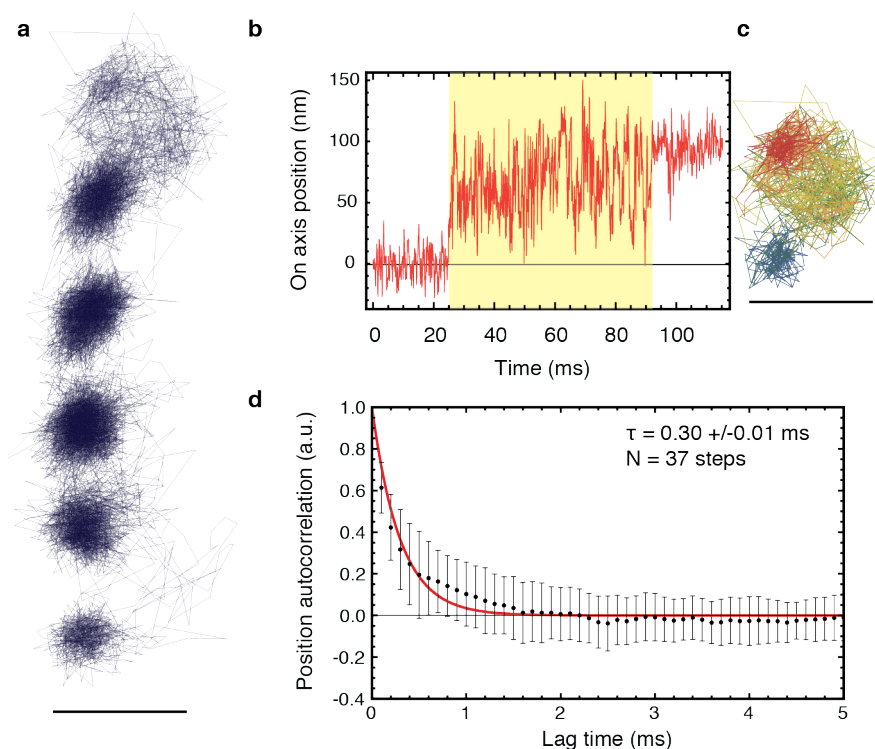 a
b
c
On axis position (nm)
150
100
50
0
0 20 40 60 80 100
Time (ms)
d
Position autocorrelation (a.u.)
1.0
0.8
0.6
0.4
0.2
0.0
-0.2
-0.4
τ = 0.30 +/-0.01 ms
N = 37 steps
0 1 2 3 4 5
Lag time (ms)